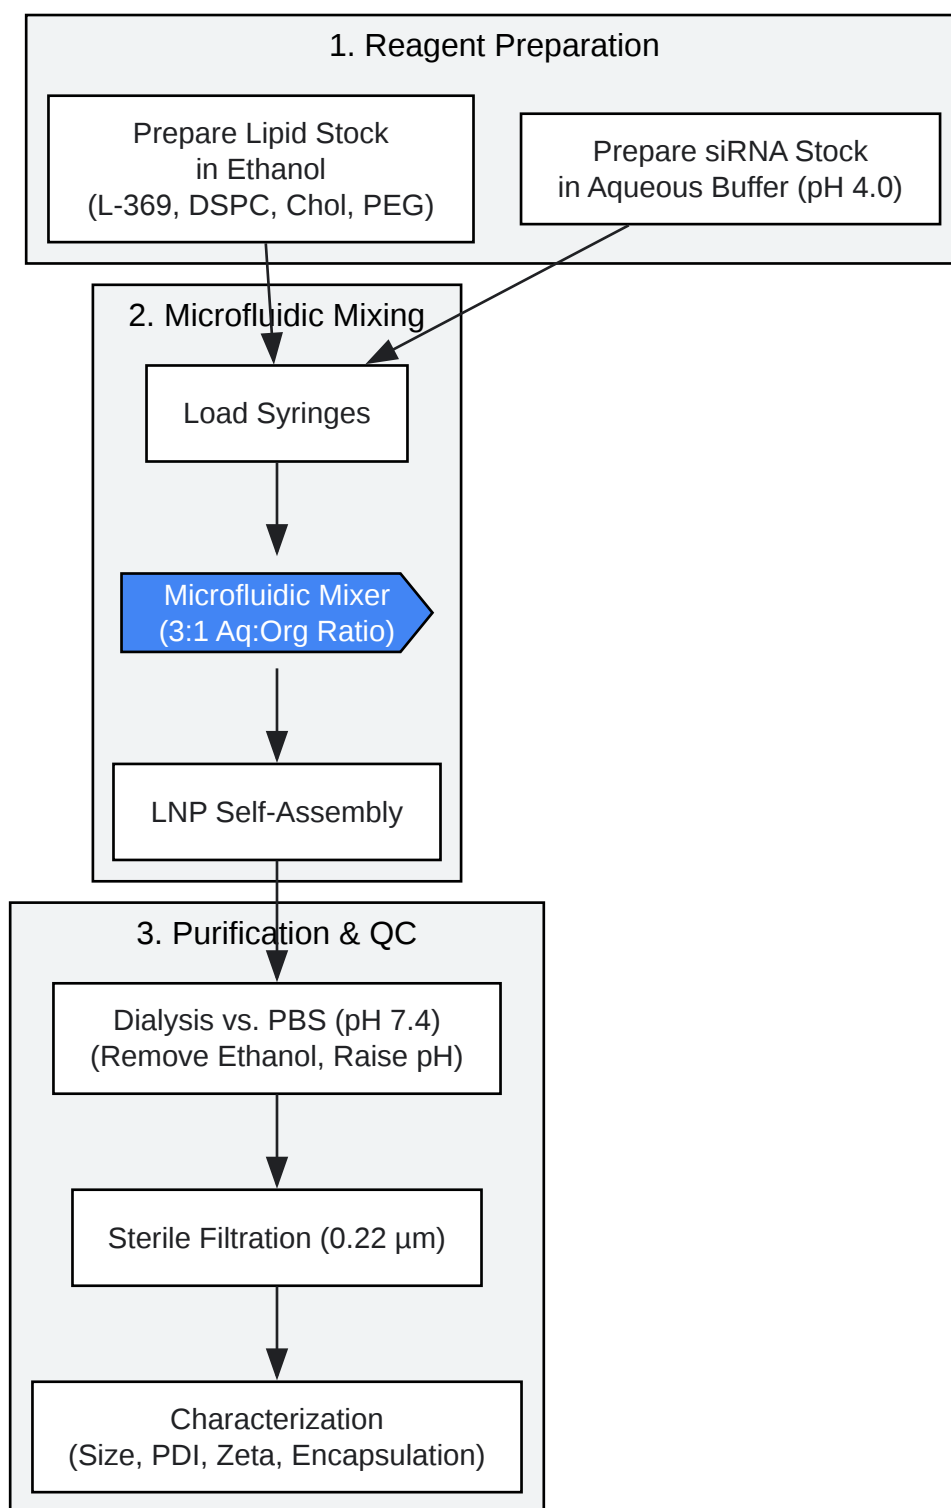 1. Reagent Preparation
Prepare Lipid Stock
in Ethanol
(L-369, DSPC, Chol, PEG)
Prepare siRNA Stock
in Aqueous Buffer (pH 4.0)
2. Microfluidic Mixing
Load Syringes
Microfluidic Mixer
(3:1 Aq:Org Ratio)
LNP Self-Assembly
3. Purification & QC
Dialysis vs. PBS (pH 7.4)
(Remove Ethanol, Raise pH)
Sterile Filtration (0.22 µm)
Characterization
(Size, PDI, Zeta, Encapsulation)